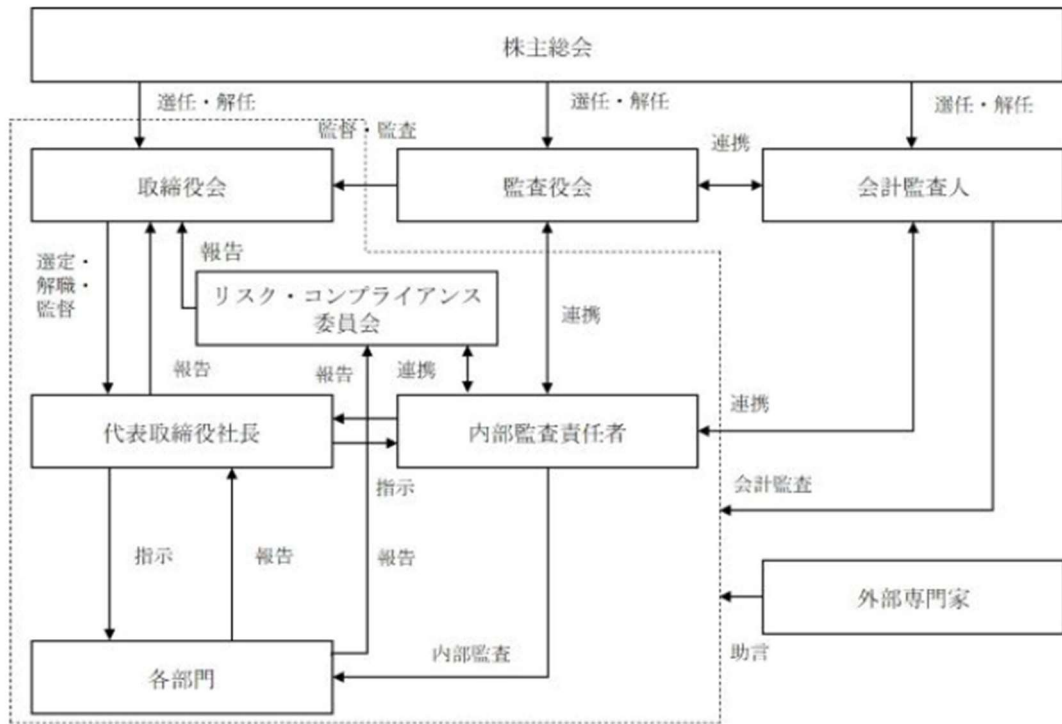 株主総会
選任・解任
選任・解任
選任・解任
監督・監査
連携
取締役会
監査役会
会計監査人
報告
選定・
解職・
監督
リスク・コンプライアンス
委員会
連携
報告
報告
連携
連携
代表取締役社長
内部監査責任者
指示
会計監査
指示
報告
報告
外部専門家
内部監査
助言
各部門